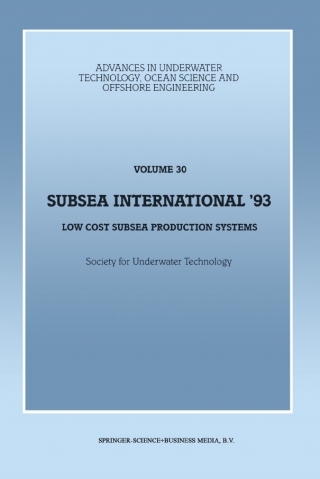 ADVANCES IN UNDERWATER
TECHNOLOGY, OCEAN SCIENCE AND
OFFSHORE ENGINEERING
VOLUME 30
SUBSEA INTERNATIONAL '93
LOW COST SUBSEA PRODUCTION SYSTEMS
Society for Underwater Technology
SPRINGER-SCIENCE+BUSINESS MEDIA, B.V.